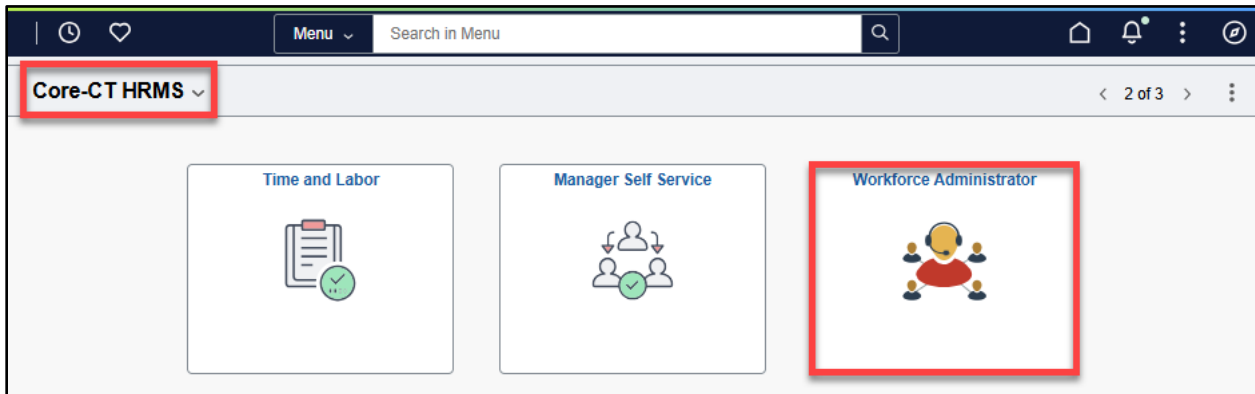 Menu
Search in Menu
Core-CT HRMS
2 of 3
Time and Labor
Manager Self Service
Workforce Administrator